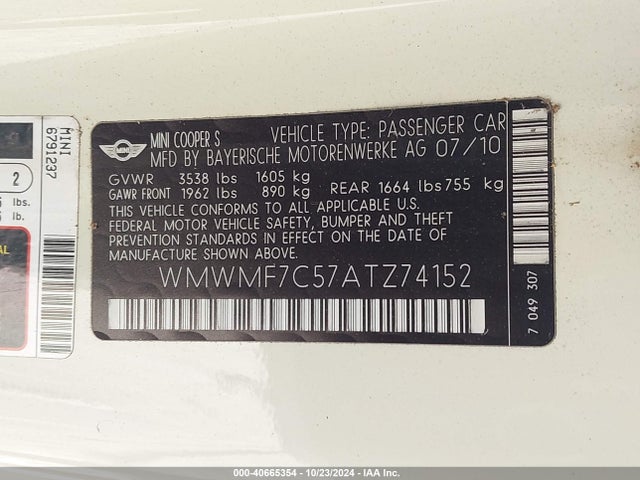 MINI COOPER S VEHICLE TYPE: PASSENGER CAR
MFD BY BAYERISCHE MOTORENWERKE AG 07/10
GVWR 3538 lbs 1605 kg
GAWR FRONT 1962 lbs 890 kg REAR 1664 lbs 755 kg
THIS VEHICLE CONFORMS TO ALL APPLICABLE U.S.
FEDERAL MOTOR VEHICLE SAFETY, BUMPER AND THEFT
PREVENTION STANDARDS IN EFFECT ON THE DATE OF
MANUFACTURE SHOWN ABOVE.
WMWMF7C57ATZ74152
7 049 307
MINI
6791237
2
lbs.
lb.
000-40665354 - 10/23/2024 - IAA Inc.